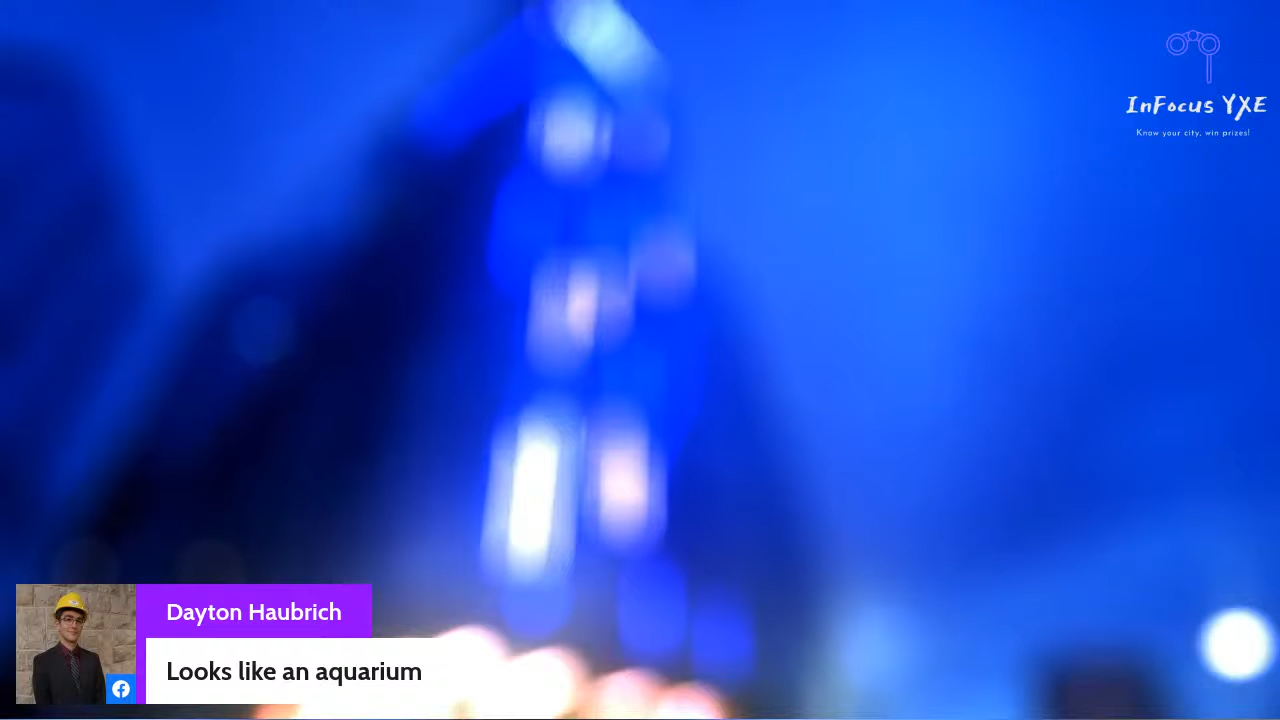 InFocus YXE
Know your city, win prizes!
Dayton Haubrich
Looks like an aquarium